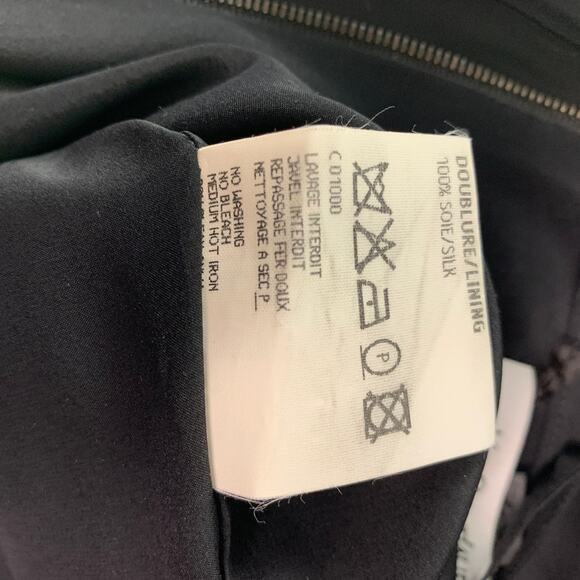 DOUBLURE/LINING
100% SOIE/SILK
P
C 01000
LAVAGE INTERDIT
JAVEL INTERDIT
REPASSAGE FER DOUX
NETTOYAGE A SEC P
NO WASHING
NO BLEACH
MEDIUM HOT IRON